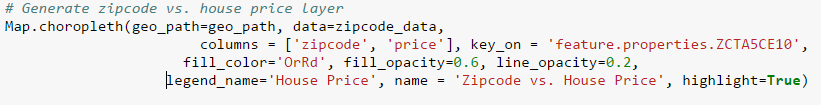 # Generate zipcode vs. house price layer
Map.choropleth(geo_path=geo_path, data=zipcode_data,
columns = ['zipcode', 'price'], key_on = 'feature.properties.ZCTA5CE10',
fill_color='OrRd', fill_opacity=0.6, line_opacity=0.2,
legend_name='House Price', name = 'Zipcode vs. House Price', highlight=True)